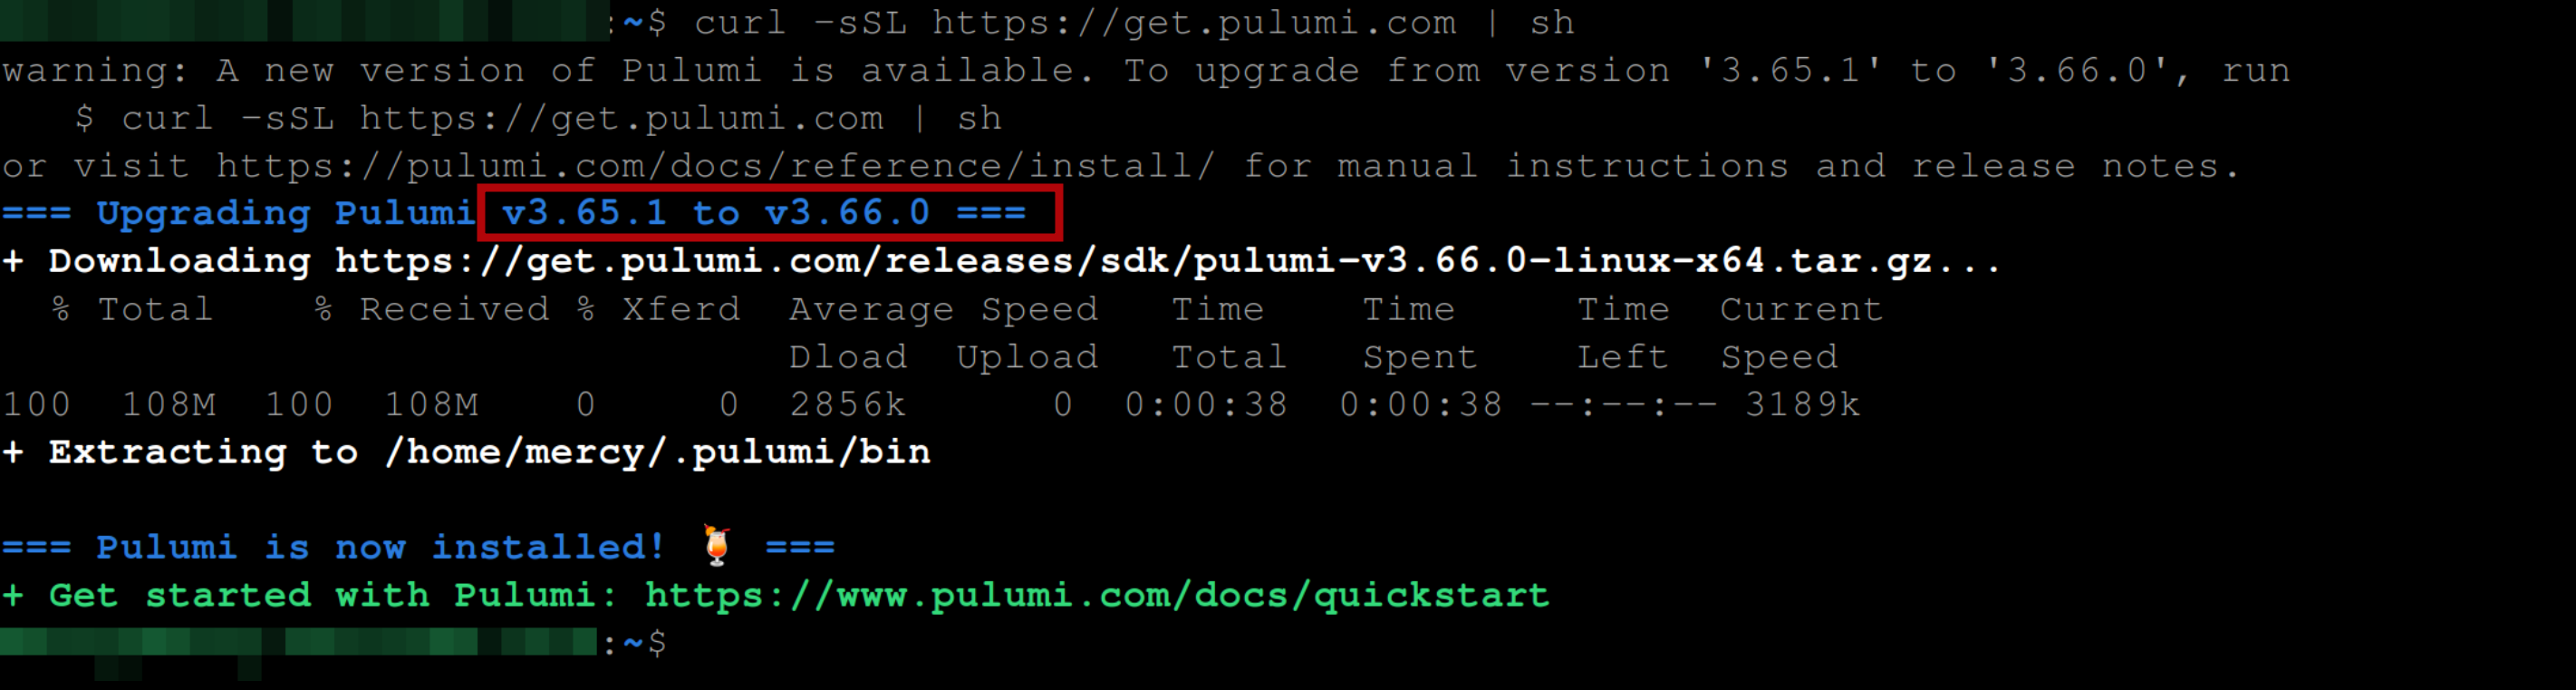 :~$ curl -sSL https://get.pulumi.com | sh
warning: A new version of Pulumi is available. To upgrade from version '3.65.1' to '3.66.0', run
$ curl -sSL https://get.pulumi.com | sh
or visit https://pulumi.com/docs/reference/install/ for manual instructions and release notes.
=== Upgrading Pulumi v3.65.1 to v3.66.0 ===
+ Downloading https://get.pulumi.com/releases/sdk/pulumi-v3.66.0-linux-x64.tar.gz...
% Total % Received % Xferd Average Speed Time Time Time Current
Dload Upload Total Spent Left Speed
100 108M 100 108M 0 0 2856k 0 0:00:38 0:00:38 --:--:-- 3189k
+ Extracting to /home/mercy/.pulumi/bin
=== Pulumi is now installed! 🍹 ===
+ Get started with Pulumi: https://www.pulumi.com/docs/quickstart
:~$